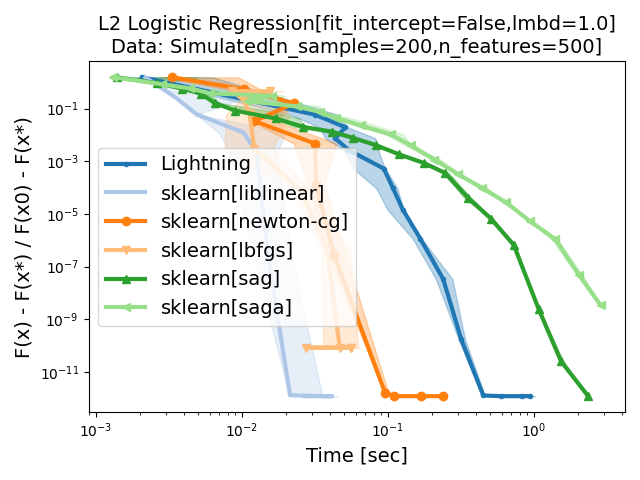 L2 Logistic Regression[fit_intercept=False,lmbd=1.0]
Data: Simulated[n_samples=200,n_features=500]
F(x) - F(x*) / F(x0) - F(x*)
10⁻¹
10⁻³
10⁻⁵
10⁻⁷
10⁻⁹
10⁻¹¹
Lightning
sklearn[liblinear]
sklearn[newton-cg]
sklearn[lbfgs]
sklearn[sag]
sklearn[saga]
10⁻³ 10⁻² 10⁻¹ 10⁰
Time [sec]